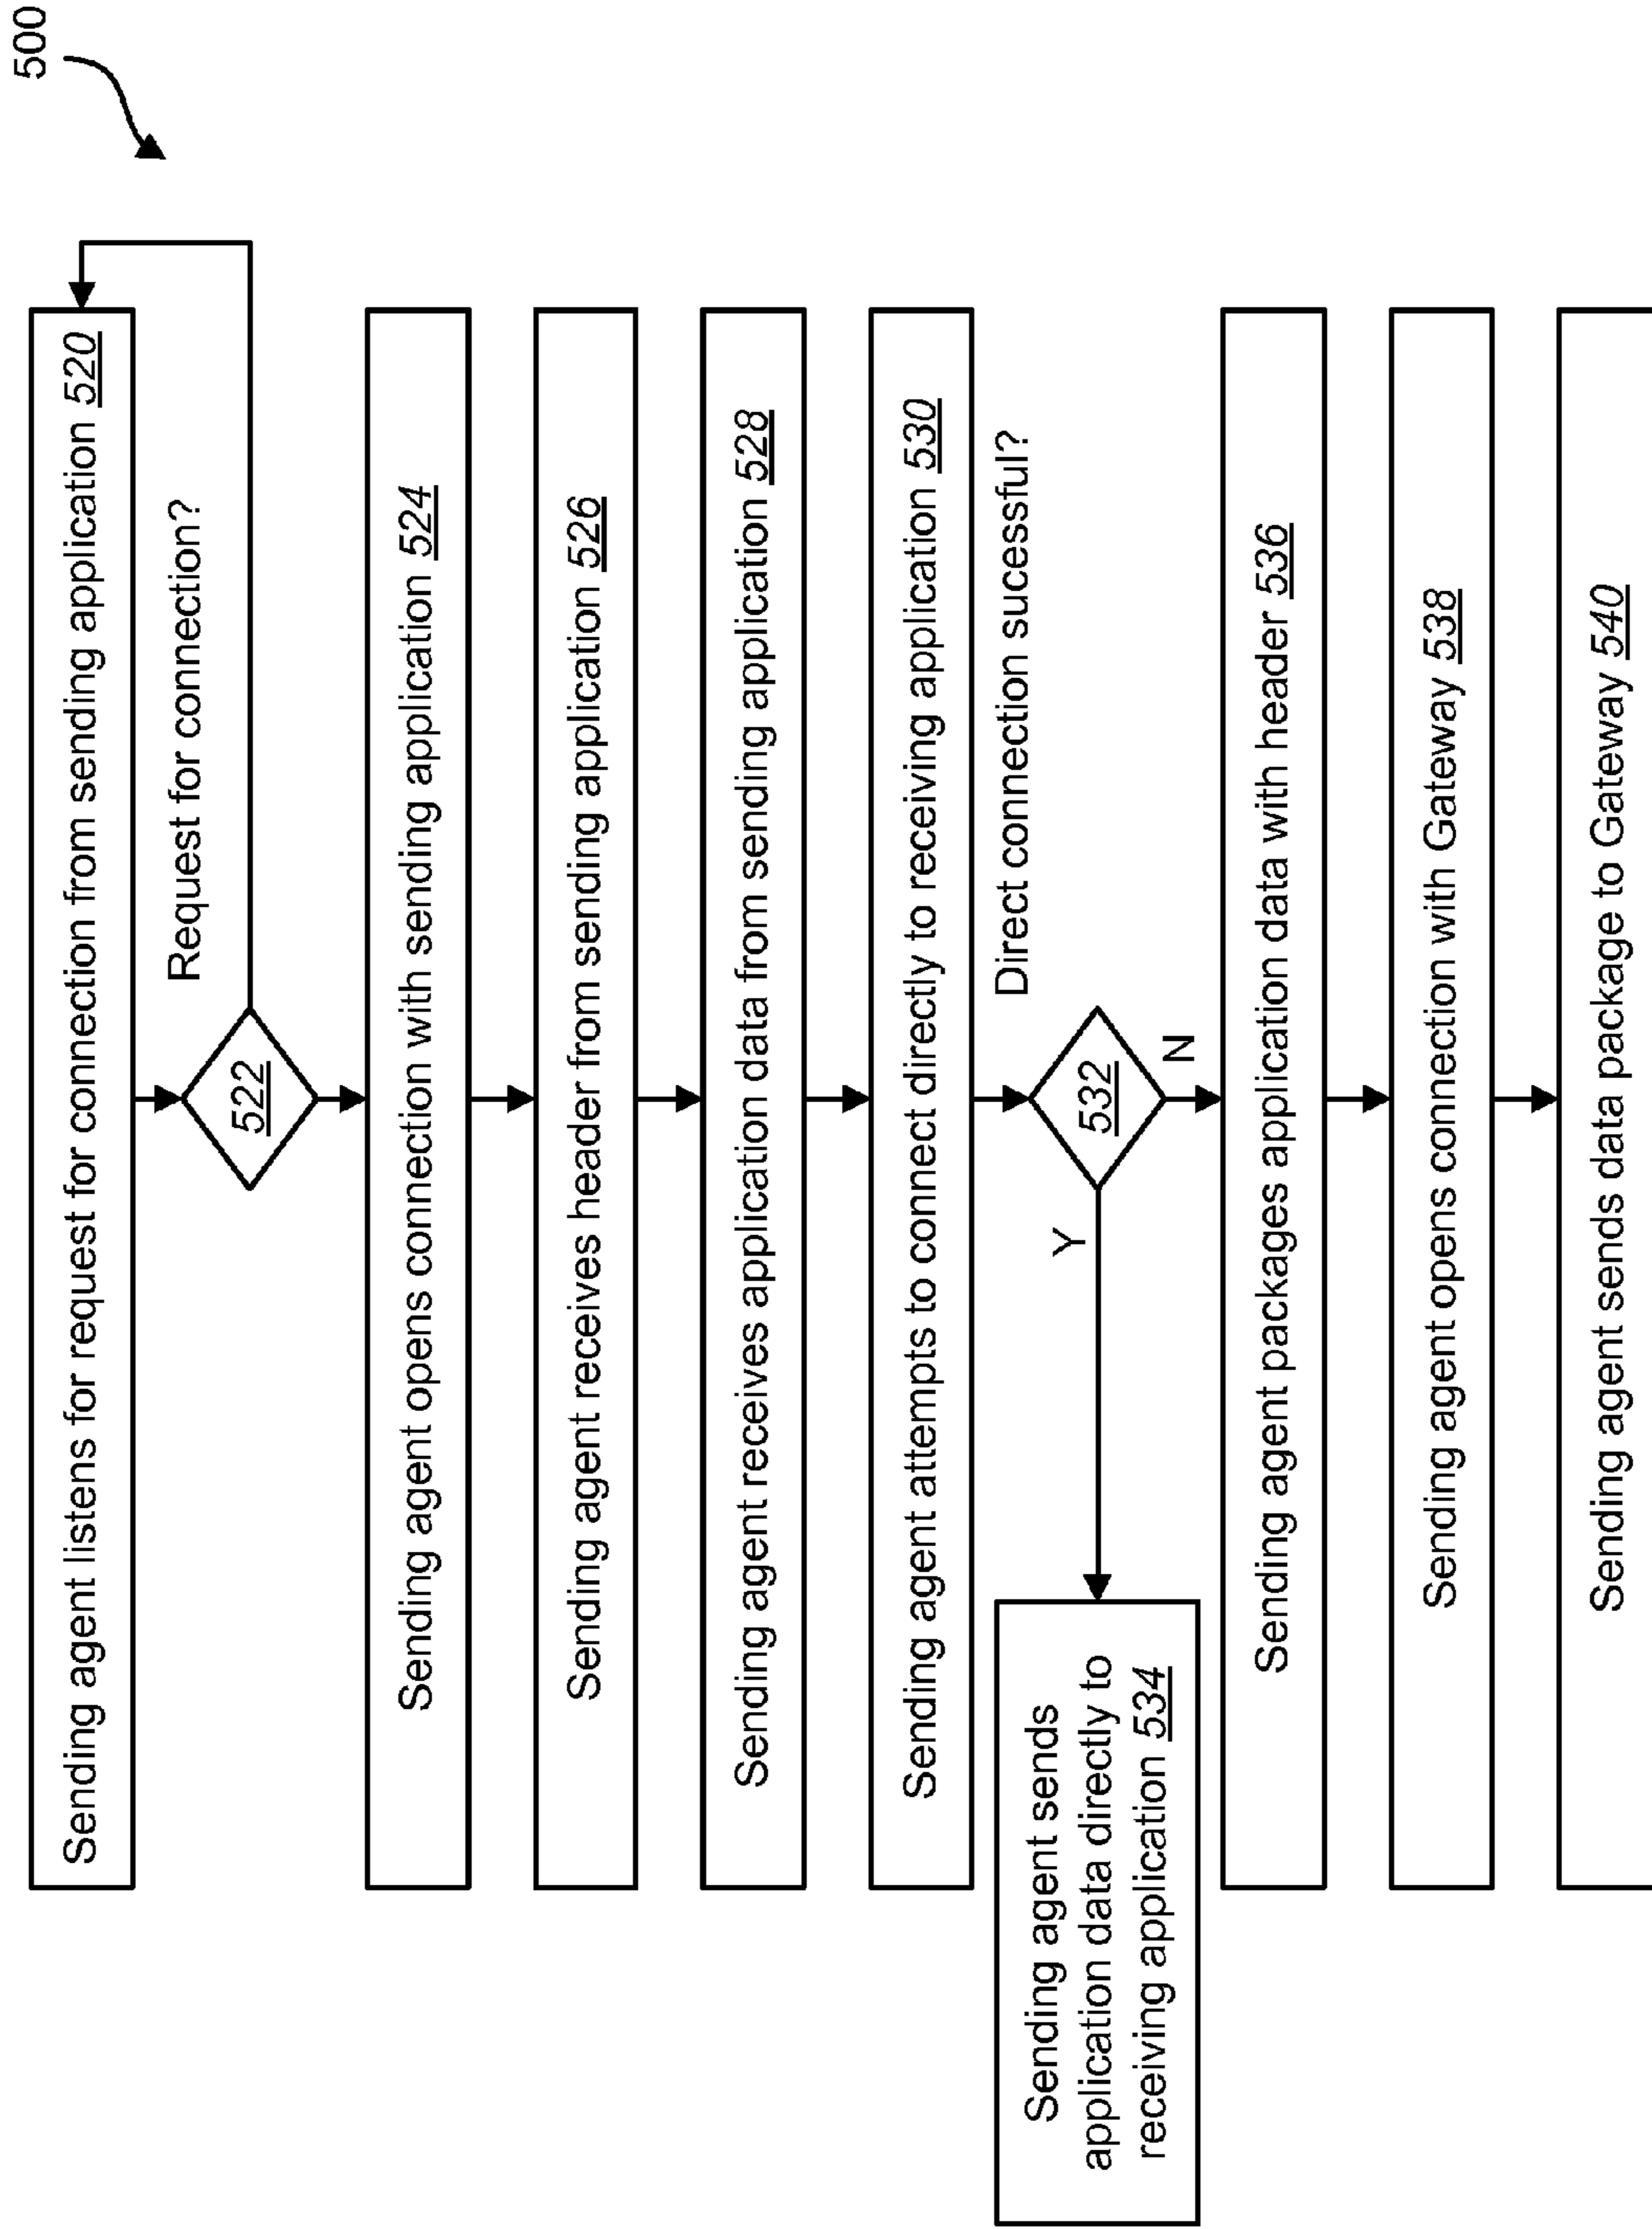 500
Sending agent listens for request for connection from sending application 520
Request for connection?
522
Sending agent opens connection with sending application 524
Sending agent receives header from sending application 526
Sending agent receives application data from sending application 528
Sending agent attempts to connect directly to receiving application 530
Direct connection sucessful?
532
Y
N
Sending agent sends
application data directly to
receiving application 534
Sending agent packages application data with header 536
Sending agent opens connection with Gateway 538
Sending agent sends data package to Gateway 540